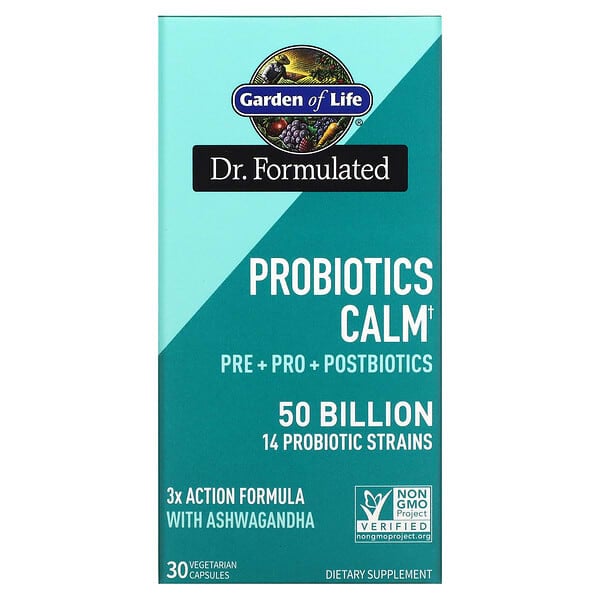 Garden of Life®
Dr. Formulated
PROBIOTICS
CALM†
PRE + PRO + POSTBIOTICS
50 BILLION
14 PROBIOTIC STRAINS
3x ACTION FORMULA
WITH ASHWAGANDHA
NON
GMO
Project
VERIFIED
nongmoproject.org
30 VEGETARIAN
CAPSULES
DIETARY SUPPLEMENT